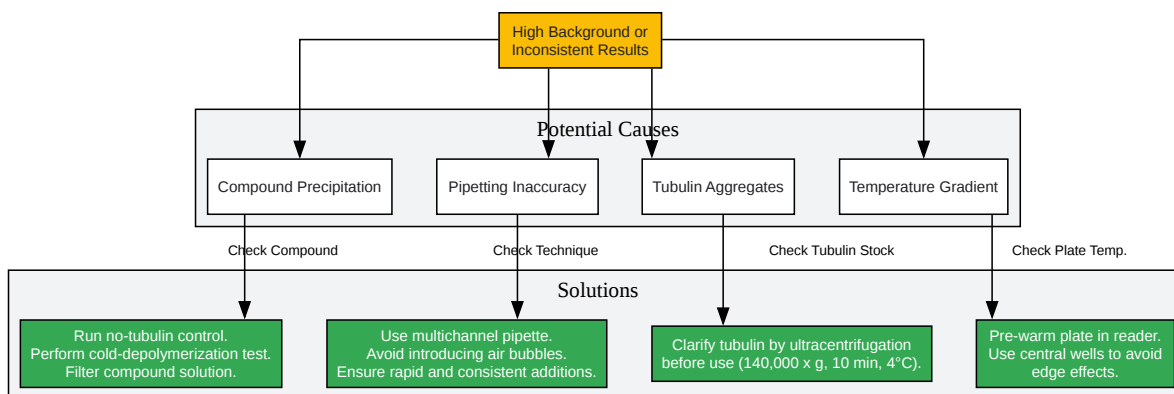 High Background or
Inconsistent Results
Potential Causes
Compound Precipitation
Pipetting Inaccuracy
Tubulin Aggregates
Temperature Gradient
Check Compound
Check Technique
Check Tubulin Stock
Check Plate Temp.
Solutions
Run no-tubulin control.
Perform cold-depolymerization test.
Filter compound solution.
Use multichannel pipette.
Avoid introducing air bubbles.
Ensure rapid and consistent additions.
Clarify tubulin by ultracentrifugation
before use (140,000 x g, 10 min, 4°C).
Pre-warm plate in reader.
Use central wells to avoid
edge effects.